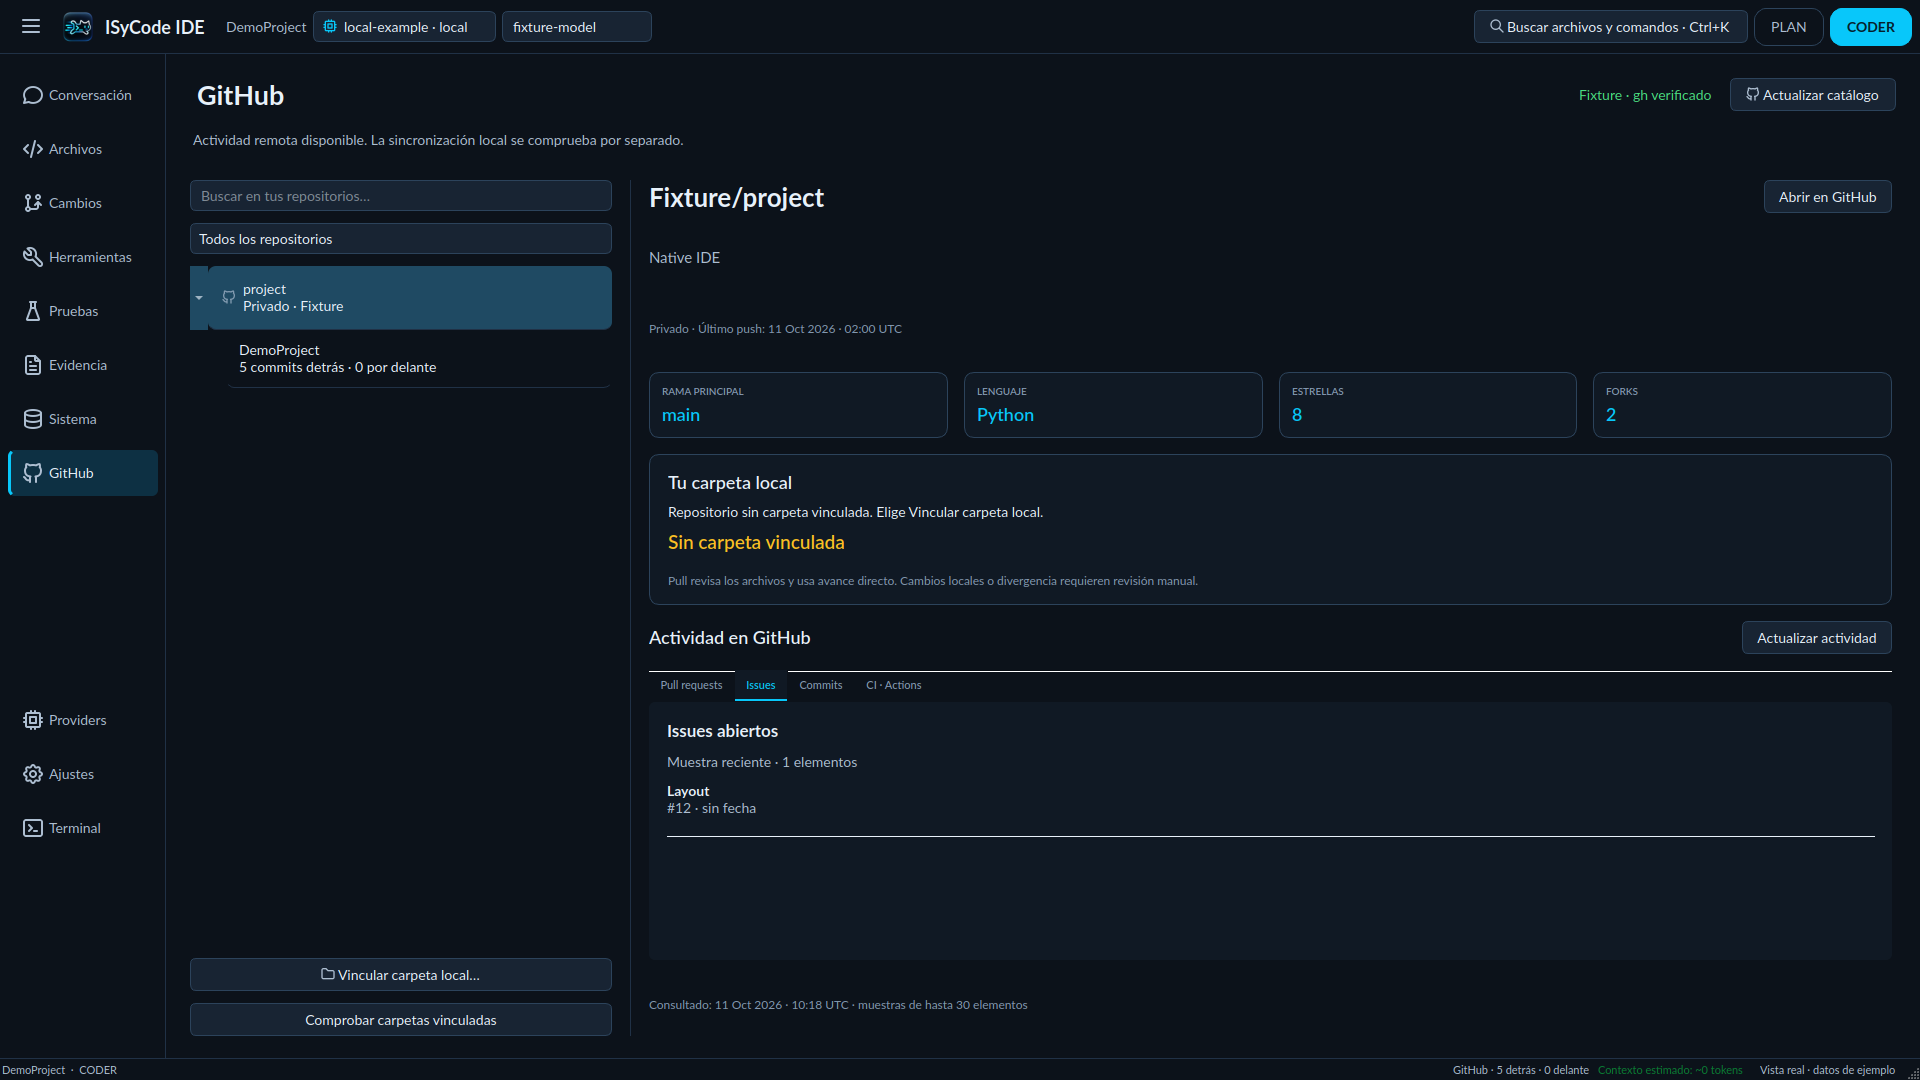 ISyCode IDE
DemoProject
local-example · local
fixture-model
Buscar archivos y comandos · Ctrl+K
PLAN
CODER
Conversación
Archivos
Cambios
Herramientas
Pruebas
Evidencia
Sistema
GitHub
Providers
Ajustes
Terminal
GitHub
Fixture · gh verificado
Actualizar catálogo
Actividad remota disponible. La sincronización local se comprueba por separado.
Buscar en tus repositorios...
Todos los repositorios
project
Privado · Fixture
DemoProject
5 commits detrás · 0 por delante
Vincular carpeta local...
Comprobar carpetas vinculadas
Fixture/project
Abrir en GitHub
Native IDE
Privado · Último push: 11 Oct 2026 · 02:00 UTC
RAMA PRINCIPAL
main
LENGUAJE
Python
ESTRELLAS
8
FORKS
2
Tu carpeta local
Repositorio sin carpeta vinculada. Elige Vincular carpeta local.
Sin carpeta vinculada
Pull revisa los archivos y usa avance directo. Cambios locales o divergencia requieren revisión manual.
Actividad en GitHub
Actualizar actividad
Pull requests
Issues
Commits
CI · Actions
Issues abiertos
Muestra reciente · 1 elementos
Layout
#12 · sin fecha
Consultado: 11 Oct 2026 · 10:18 UTC · muestras de hasta 30 elementos
DemoProject · CODER
GitHub · 5 detrás · 0 delante
Contexto estimado: ~0 tokens
Vista real · datos de ejemplo